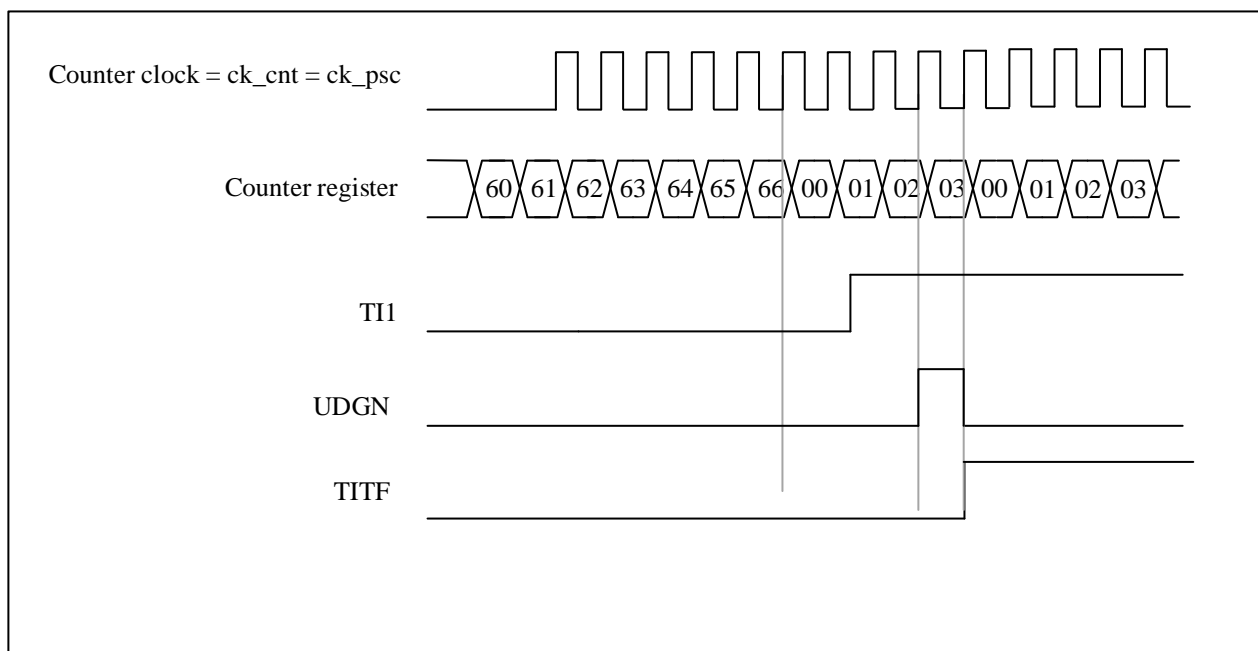 Counter clock = ck_cnt = ck_psc
Counter register 60 61 62 63 64 65 66 00 01 02 03 00 01 02 03
TI1
UDGN
TITF